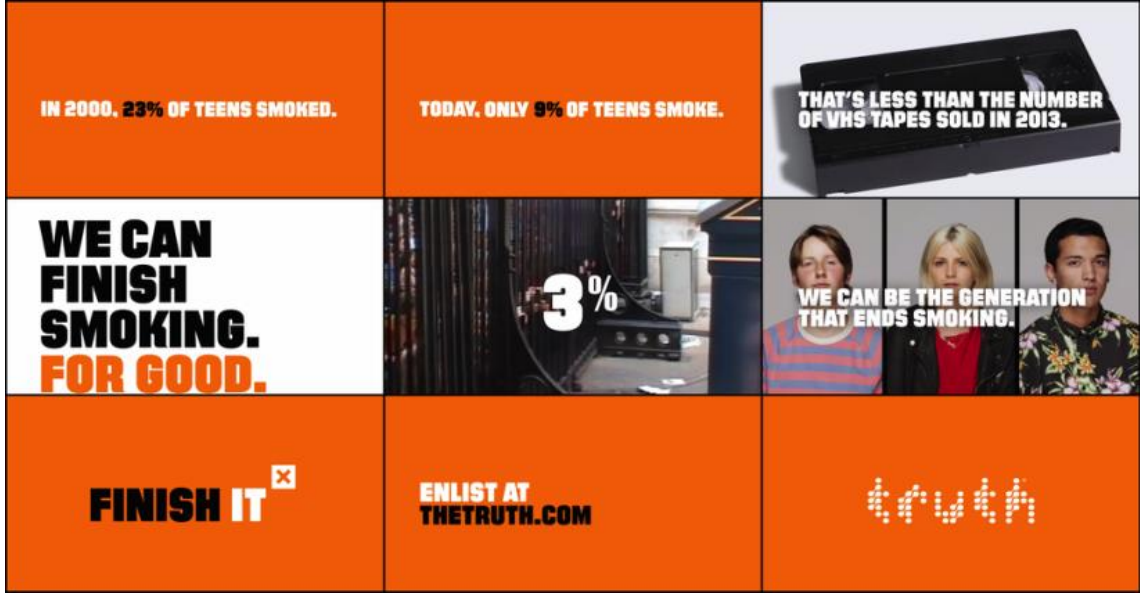 IN 2000, 23% OF TEENS SMOKED.
TODAY, ONLY 9% OF TEENS SMOKE.
THAT'S LESS THAN THE NUMBER
OF VHS TAPES SOLD IN 2013.
WE CAN
FINISH
SMOKING.
FOR GOOD.
3%
WE CAN BE THE GENERATION
THAT ENDS SMOKING.
FINISH IT X
ENLIST AT
THETRUTH.COM
truth